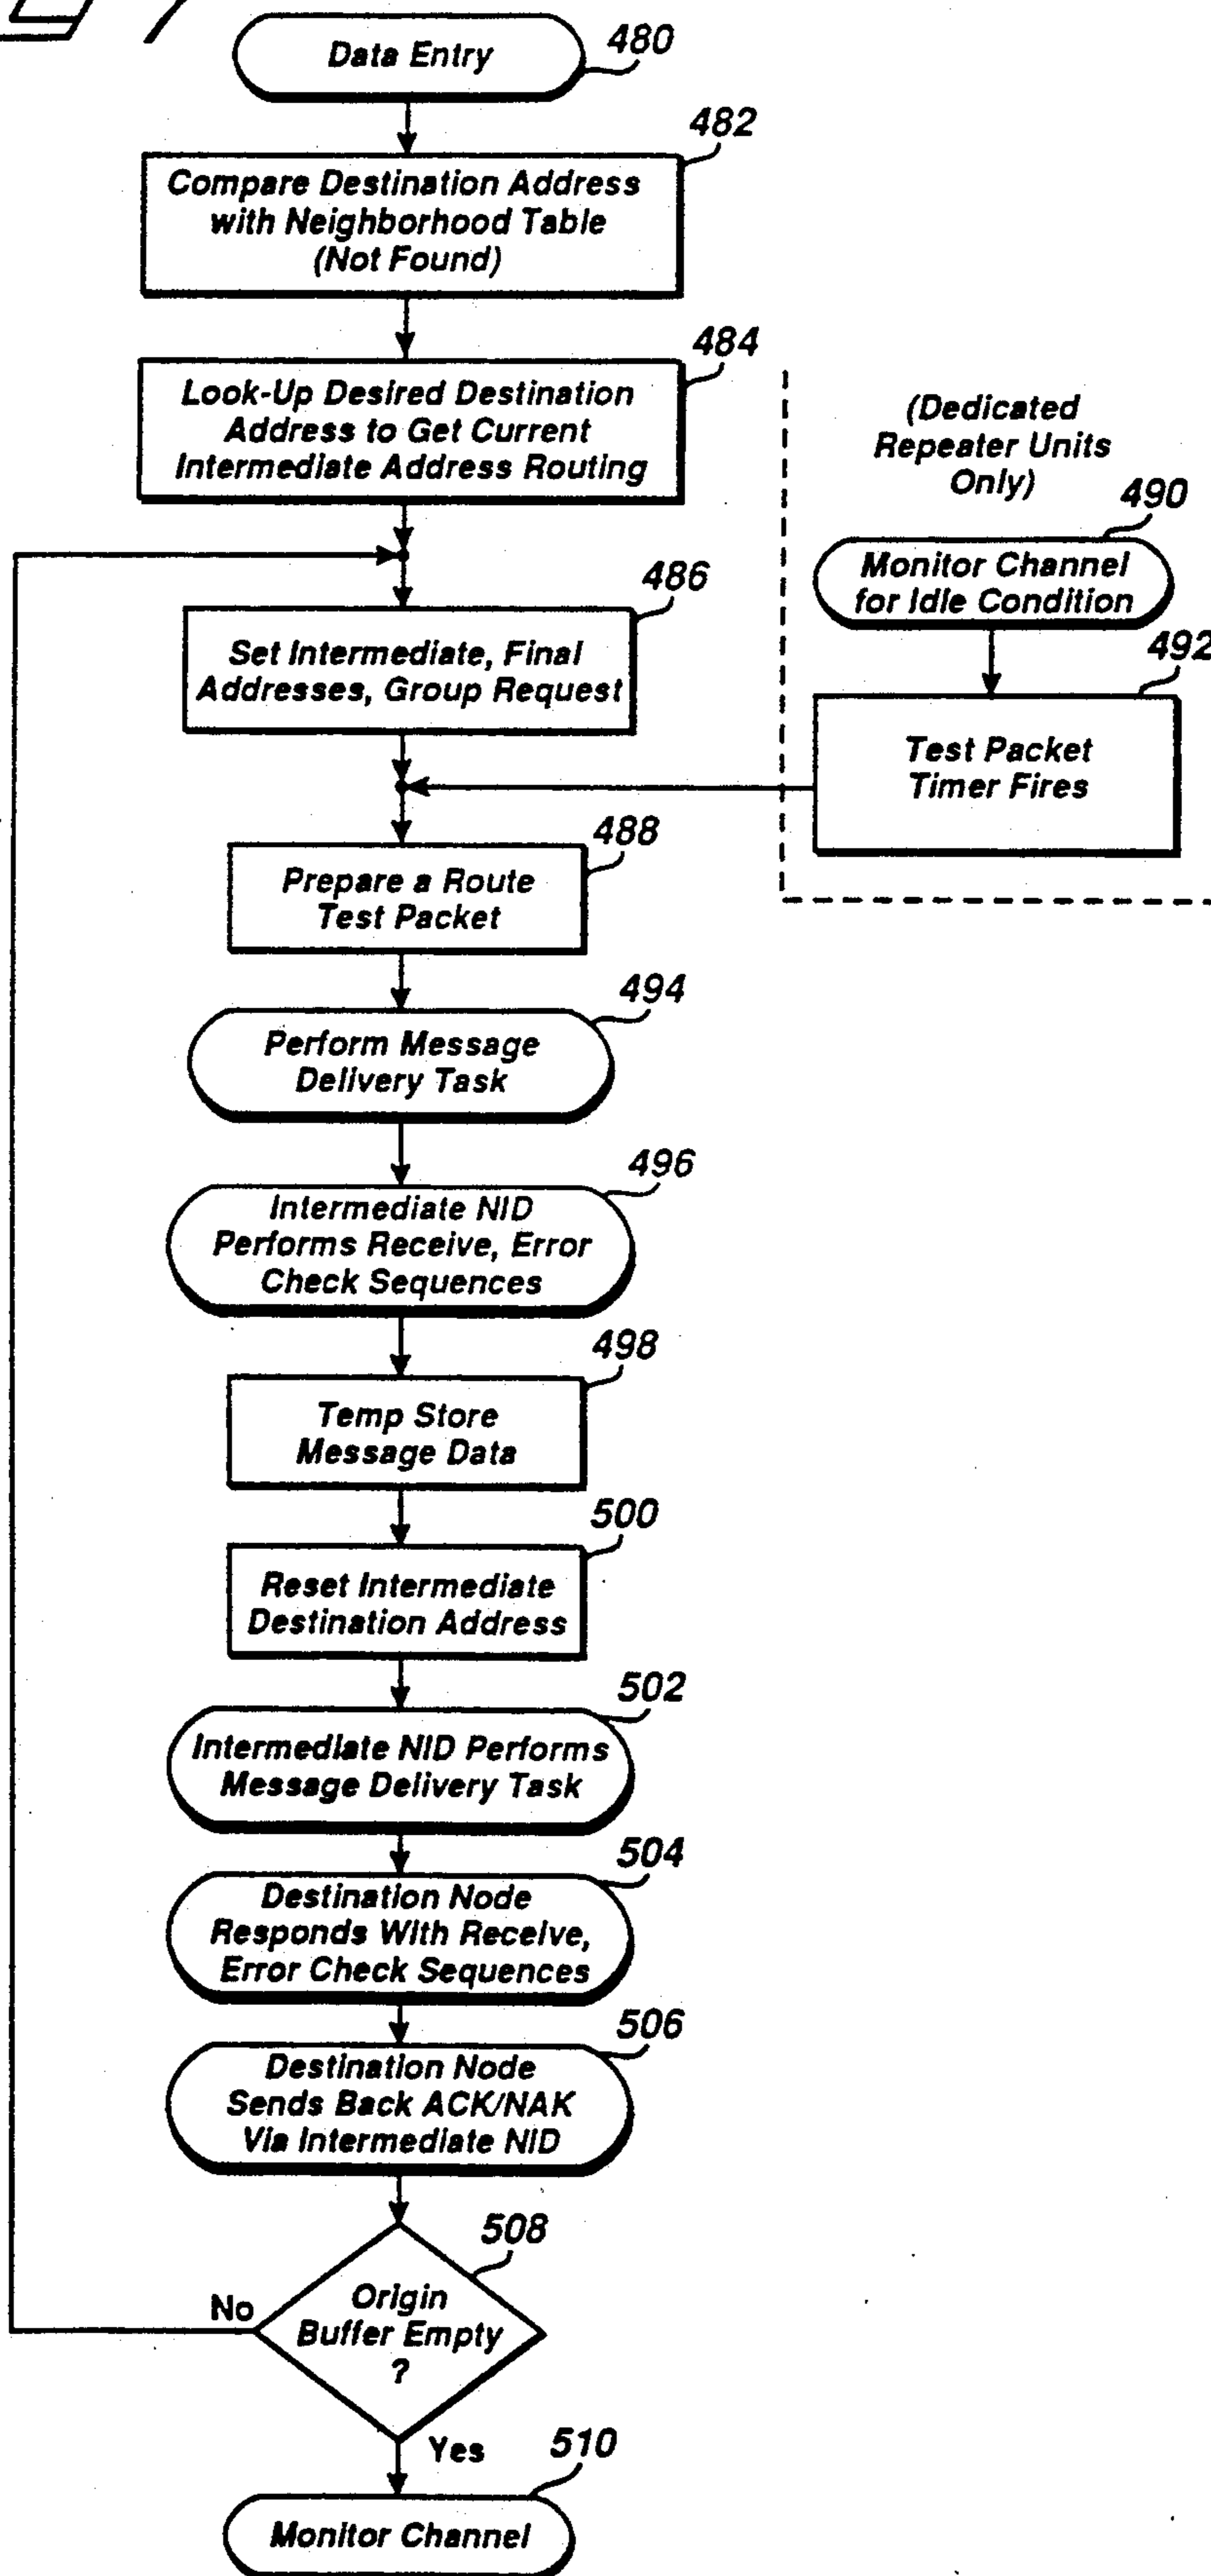 480
Data Entry
482
Compare Destination Address
with Neighborhood Table
(Not Found)
484
Look-Up Desired Destination
Address to Get Current
Intermediate Address Routing
(Dedicated
Repeater Units
Only)
490
Monitor Channel
for Idle Condition
486
Set Intermediate, Final
Addresses, Group Request
492
Test Packet
Timer Fires
488
Prepare a Route
Test Packet
494
Perform Message
Delivery Task
496
Intermediate NID
Performs Receive, Error
Check Sequences
498
Temp Store
Message Data
500
Reset Intermediate
Destination Address
502
Intermediate NID Performs
Message Delivery Task
504
Destination Node
Responds With Receive,
Error Check Sequences
506
Destination Node
Sends Back ACK/NAK
Via Intermediate NID
508
Origin
Buffer Empty
?
No
Yes
510
Monitor Channel